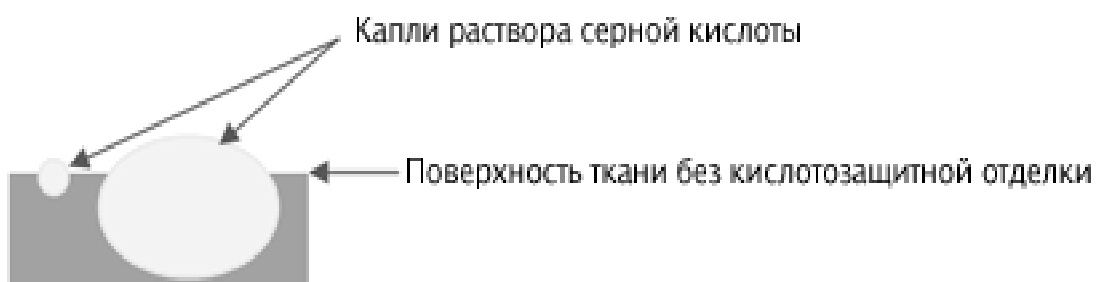 Капли раствора серной кислоты
Поверхность ткани без кислотозащитной отделки